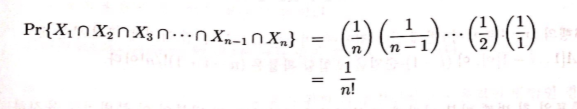 Pr{X₁ ∩ X₂ ∩ X₃ ∩ ⋯ ∩ Xₙ₋₁ ∩ Xₙ} = (1/n) (1/(n−1)) ⋯ (1/2) (1/1)
= 1/n!